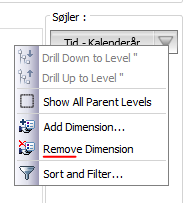 Søjler :
Tid - Kalenderår
Drill Down to Level "
Drill Up to Level "
Show All Parent Levels
Add Dimension...
Remove Dimension
Sort and Filter...